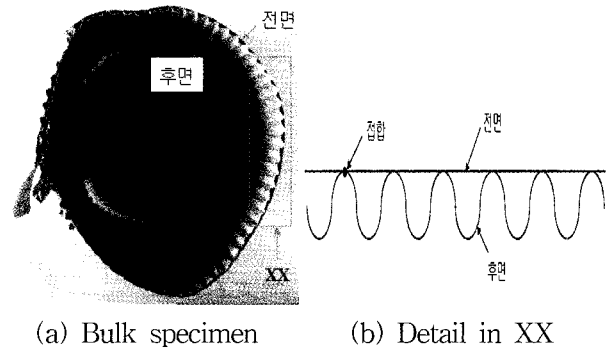 전면
후면
XX
(a) Bulk specimen
접합
전면
후면
(b) Detail in XX